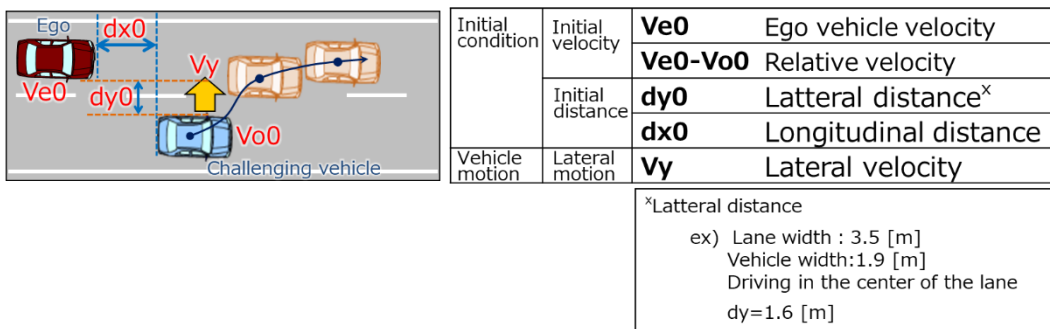 Ego
dx0
Vy
Ve0
dy0
Vo0
Challenging vehicle
Initial condition
Initial velocity
Ve0 Ego vehicle velocity
Ve0-Vo0 Relative velocity
Initial distance
dy0 Latteral distancex
dx0 Longitudinal distance
Vehicle motion
Lateral motion
Vy Lateral velocity
xLatteral distance
ex) Lane width : 3.5 [m]
Vehicle width:1.9 [m]
Driving in the center of the lane
dy=1.6 [m]